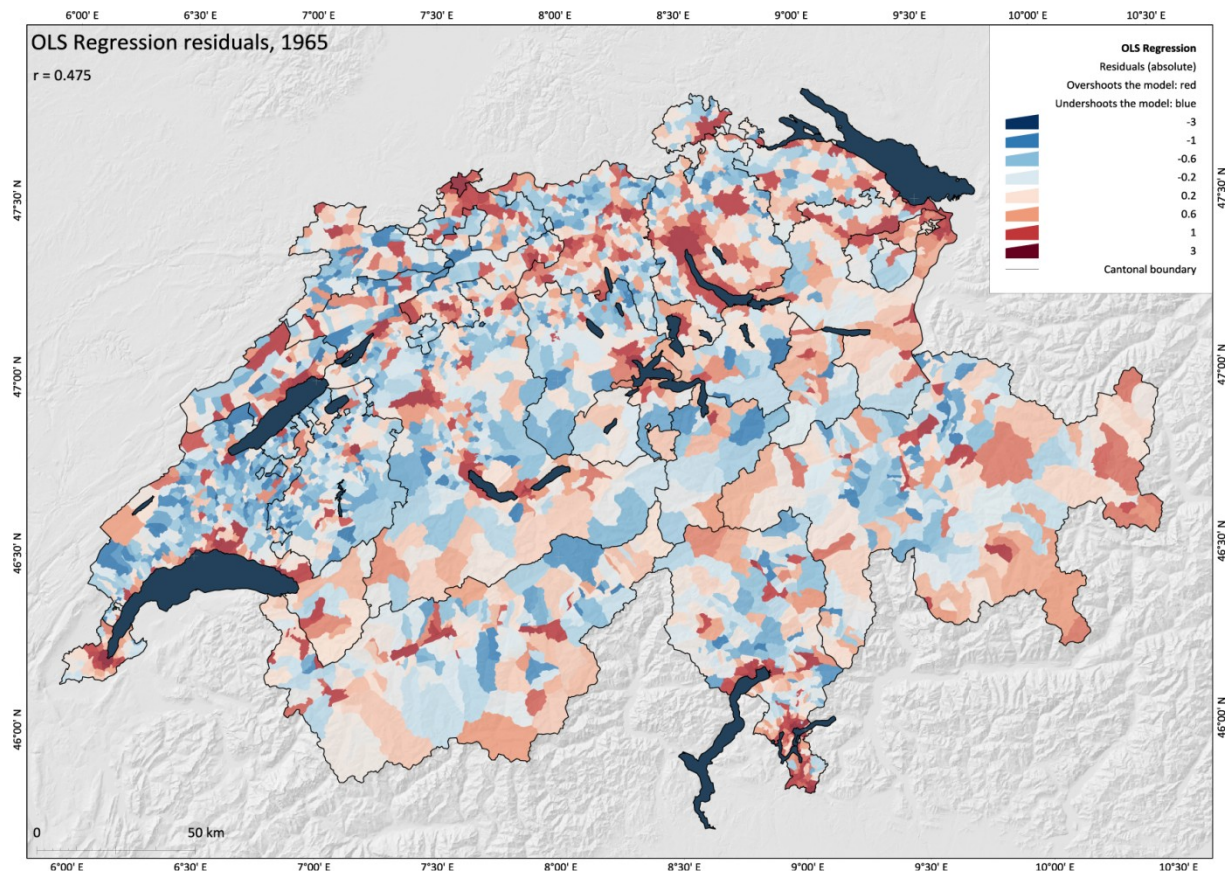 6°00' E 6°30' E 7°00' E 7°30' E 8°00' E 8°30' E 9°00' E 9°30' E 10°00' E 10°30' E
OLS Regression residuals, 1965
r = 0.475
OLS Regression
Residuals (absolute)
Overshoots the model: red
Undershoots the model: blue
-3
-1
-0.6
-0.2
0.2
0.6
1
3
Cantonal boundary
47°30' N
47°30' N
47°00' N
47°00' N
46°30' N
46°30' N
46°00' N
46°00' N
0 50 km
6°00' E 6°30' E 7°00' E 7°30' E 8°00' E 8°30' E 9°00' E 9°30' E 10°00' E 10°30' E